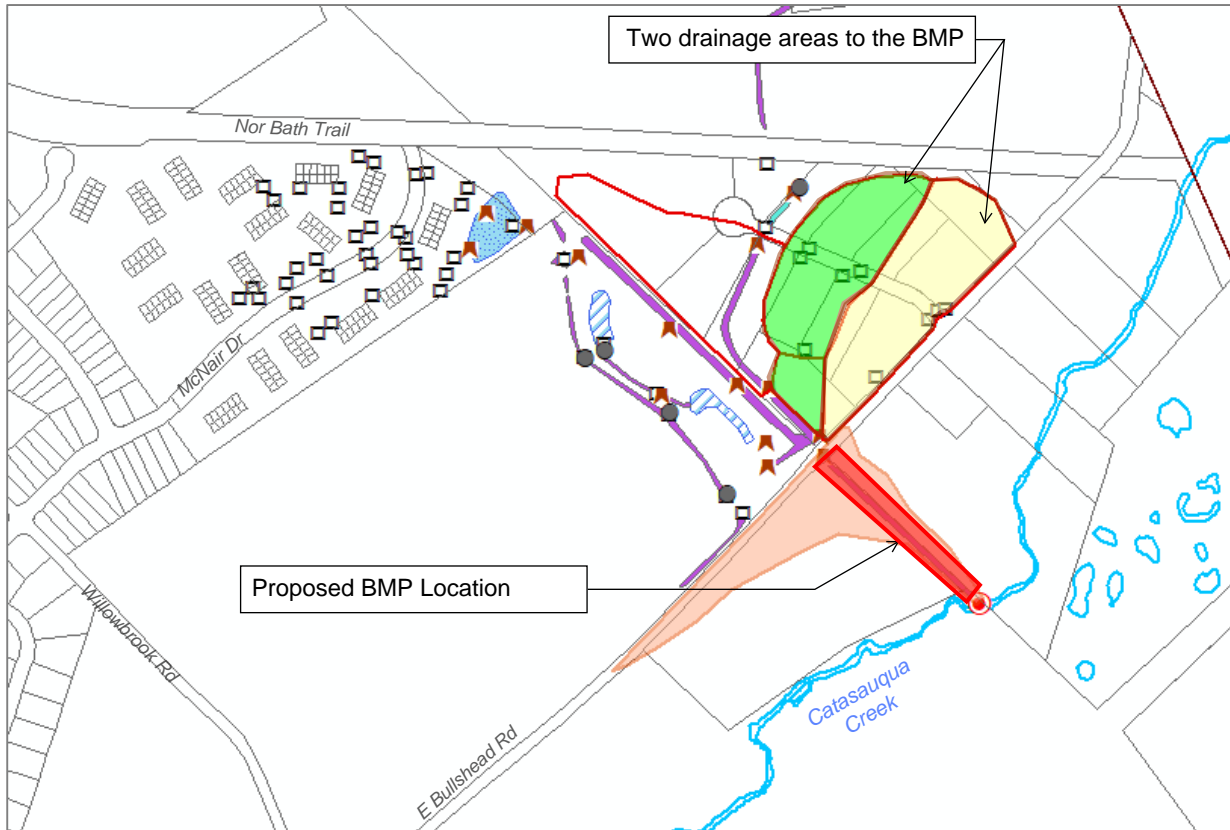 Two drainage areas to the BMP
Nor Bath Trail
McNair Dr
Proposed BMP Location
Willowbrook Rd
Catasauqua
Creek
E Bullshead Rd